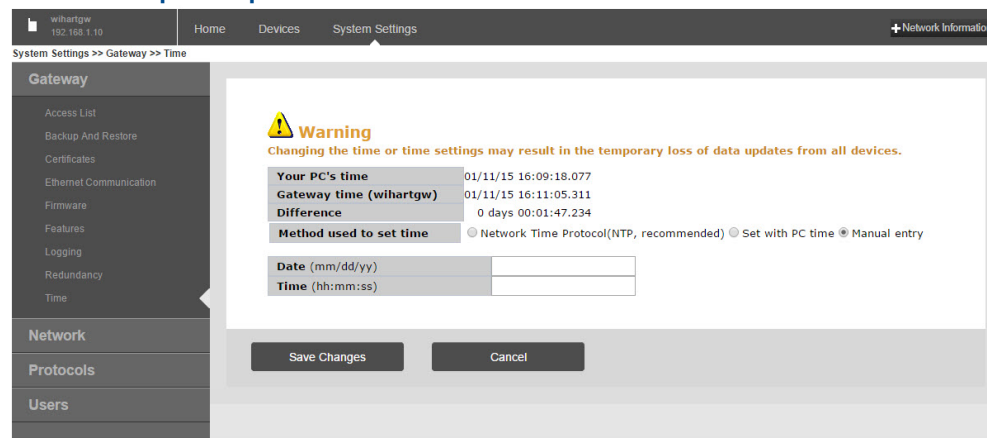 wihartgw
192.168.1.10
Home Devices System Settings
+Network Informatio
System Settings >> Gateway >> Time
Gateway
Access List
Backup And Restore
Certificates
Ethernet Communication
Firmware
Features
Logging
Redundancy
Time
Network
Protocols
Users
Warning
Changing the time or time settings may result in the temporary loss of data updates from all devices.
Your PC's time 01/11/15 16:09:18.077
Gateway time (wihartgw) 01/11/15 16:11:05.311
Difference 0 days 00:01:47.234
Method used to set time Network Time Protocol(NTP, recommended) Set with PC time Manual entry
Date (mm/dd/yy)
Time (hh:mm:ss)
Save Changes Cancel